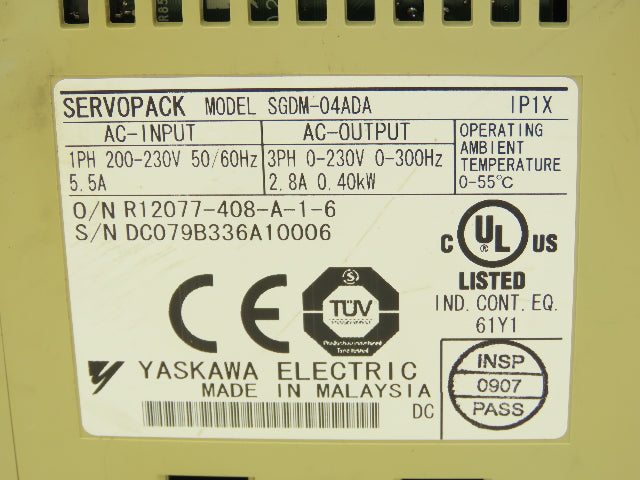 SERVOPACK MODEL SGDM-04ADA IP1X
AC-INPUT
1PH 200-230V 50/60Hz
5.5A
AC-OUTPUT
3PH 0-230V 0-300Hz
2.8A 0.40kW
OPERATING
AMBIENT
TEMPERATURE
0-55℃
O/N R12077-408-A-1-6
S/N DC079B336A10006
CE
S
TÜV
C UL US
LISTED
IND. CONT. EQ.
61Y1
YASKAWA ELECTRIC
MADE IN MALAYSIA
DC
INSP
0907
PASS